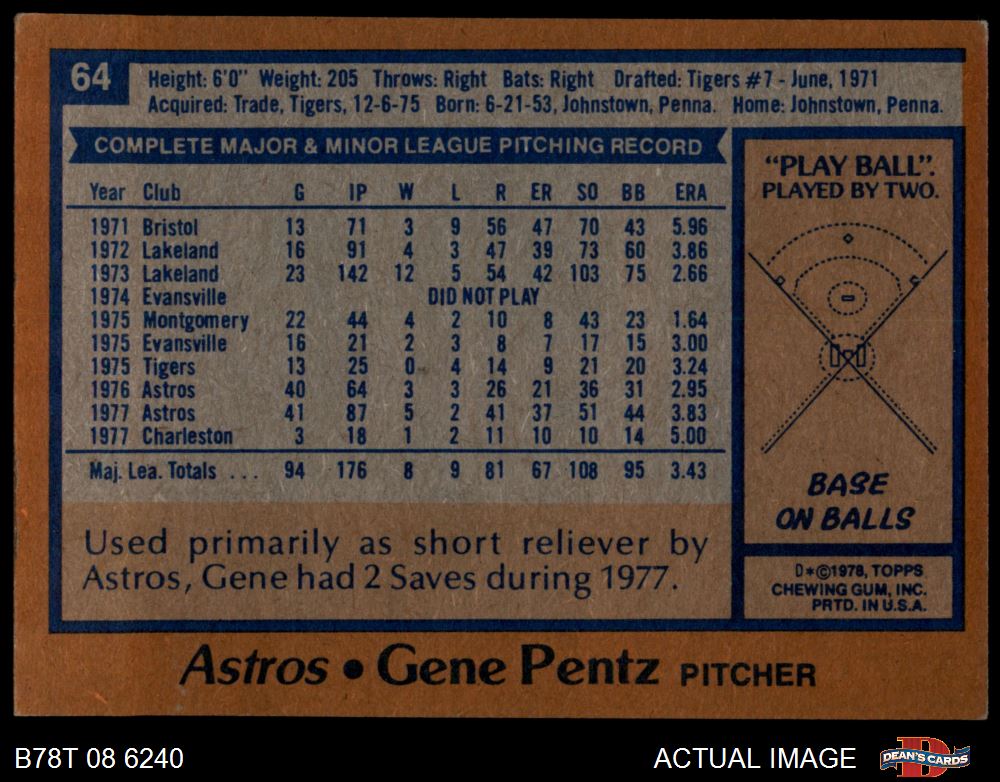 64
Height: 6'0" Weight: 205 Throws: Right Bats: Right Drafted: Tigers #7 - June, 1971
Acquired: Trade, Tigers, 12-6-75 Born: 6-21-53, Johnstown, Penna. Home: Johnstown, Penna.
COMPLETE MAJOR & MINOR LEAGUE PITCHING RECORD
Year Club G IP W L R ER SO BB ERA
1971 Bristol 13 71 3 9 56 47 70 43 5.96
1972 Lakeland 16 91 4 3 47 39 73 60 3.86
1973 Lakeland 23 142 12 5 54 42 103 75 2.66
1974 Evansville DID NOT PLAY
1975 Montgomery 22 44 4 2 10 8 43 23 1.64
1975 Evansville 16 21 2 3 8 7 17 15 3.00
1975 Tigers 13 25 0 4 14 9 21 20 3.24
1976 Astros 40 64 3 3 26 21 36 31 2.95
1977 Astros 41 87 5 2 41 37 51 44 3.83
1977 Charleston 3 18 1 2 11 10 10 14 5.00
Maj. Lea. Totals . . . 94 176 8 9 81 67 108 95 3.43
Used primarily as short reliever by
Astros, Gene had 2 Saves during 1977.
"PLAY BALL".
PLAYED BY TWO.
BASE
ON BALLS
D*©1978, TOPPS
CHEWING GUM, INC.
PRTD. IN U.S.A.
Astros • Gene Pentz PITCHER
B78T 08 6240
ACTUAL IMAGE
DEAN'S CARDS